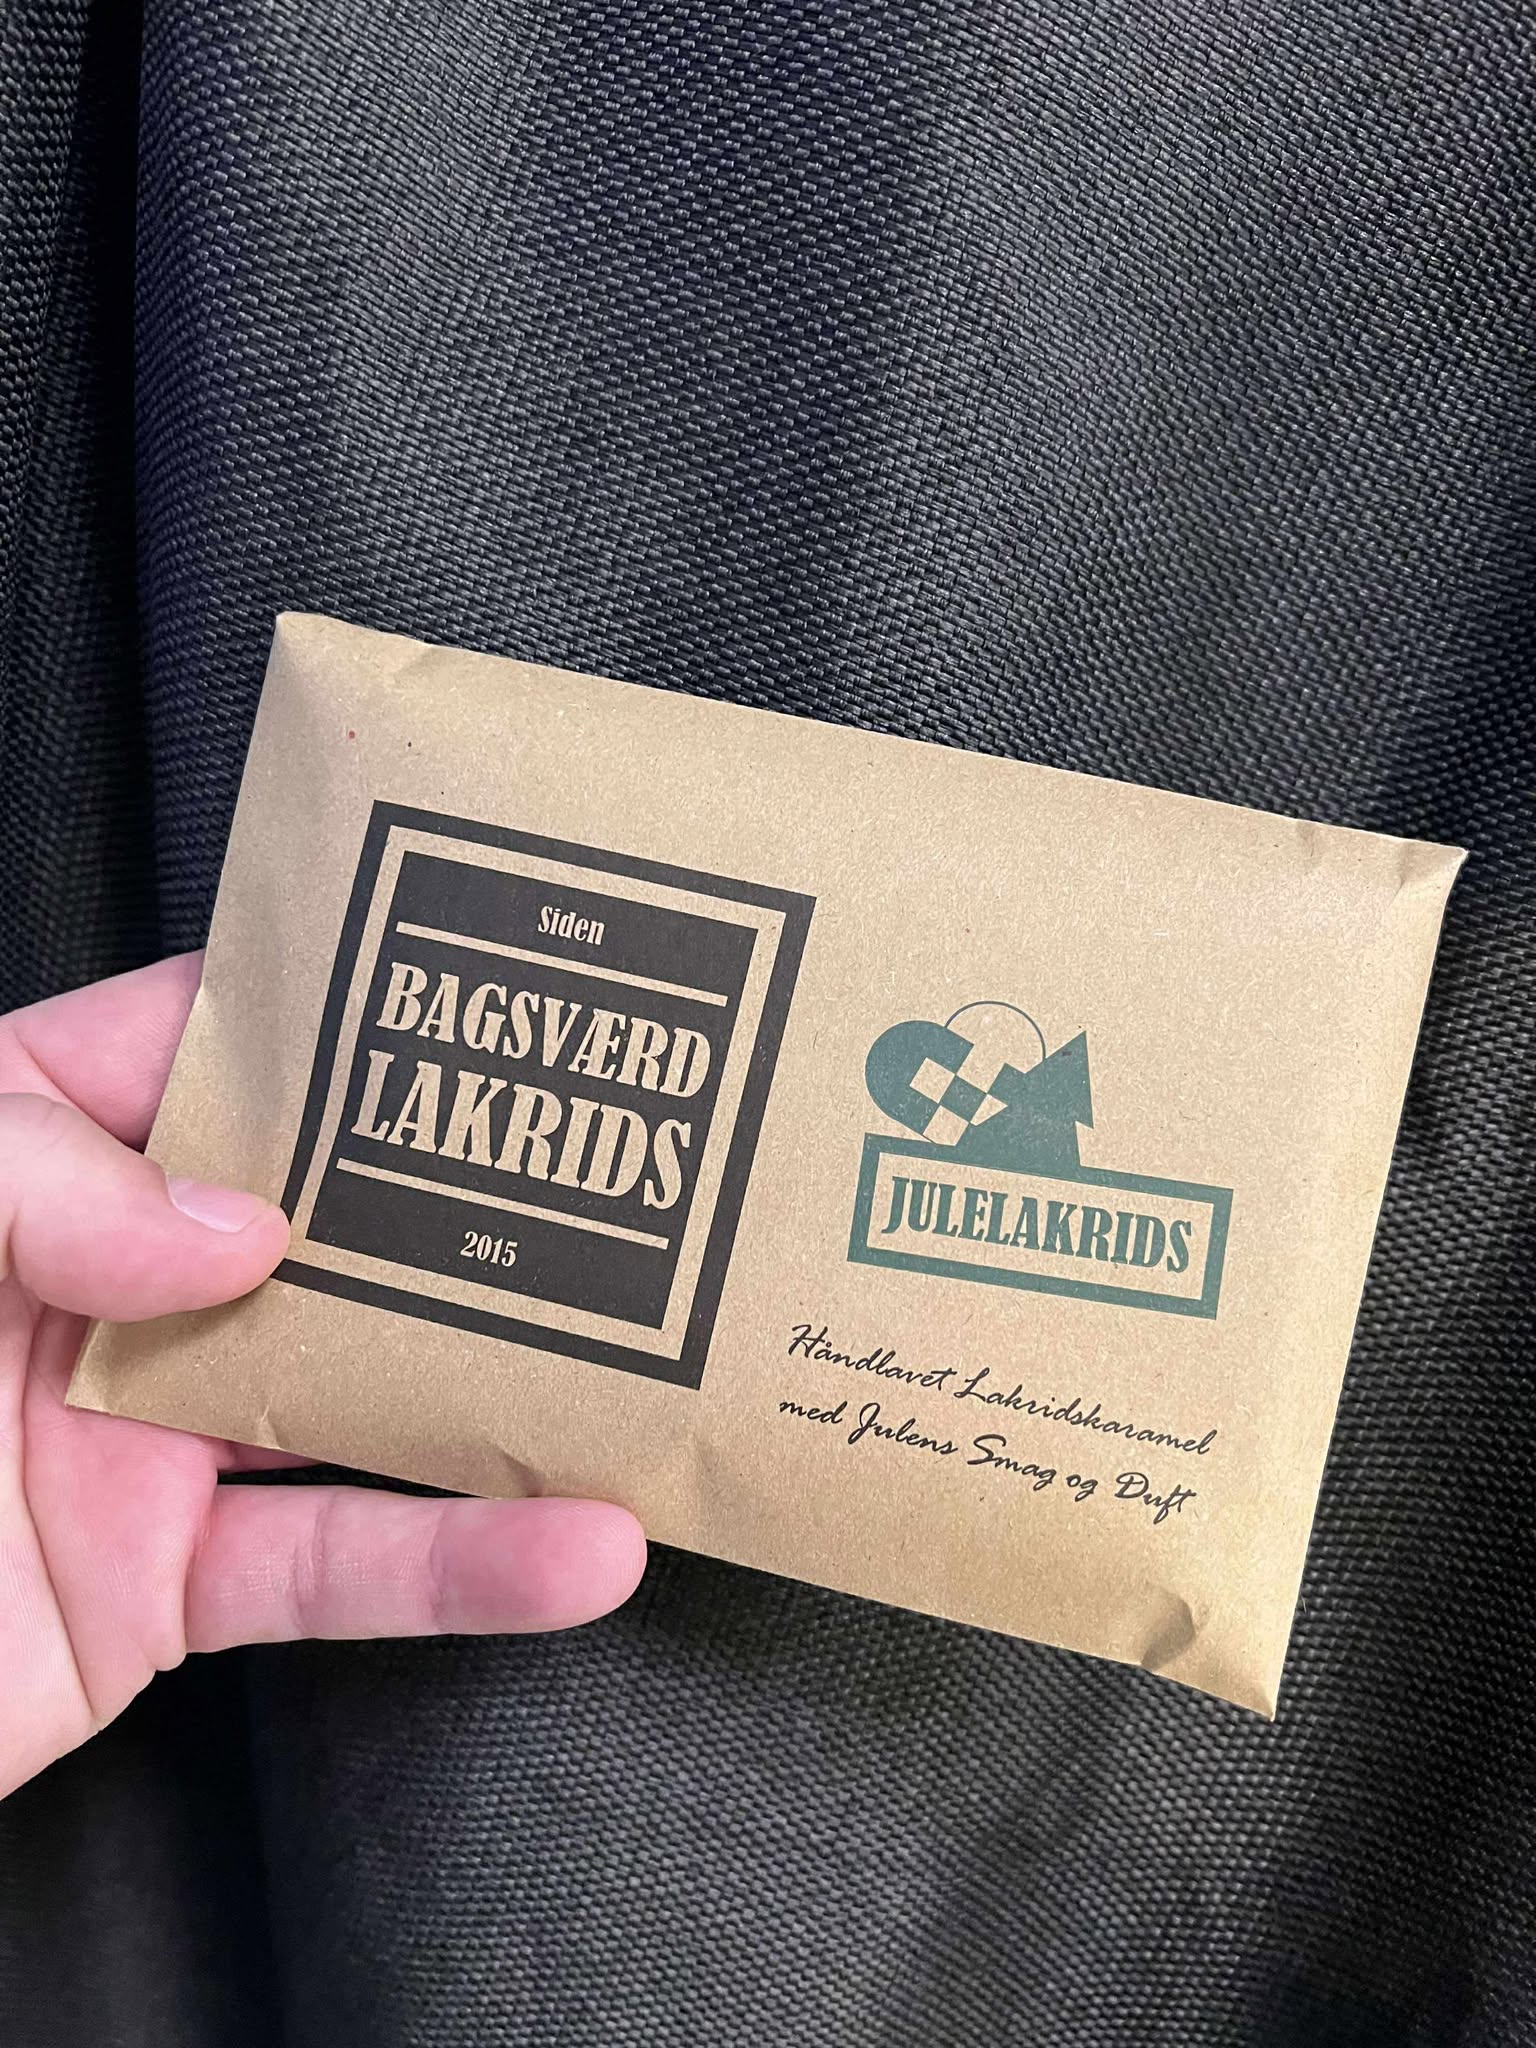 Siden
BAGSVÆRD
LAKRIDS
2015
JULELAKRIDS
Håndlavet Lakridskaramel
med Julens Smag og Duft